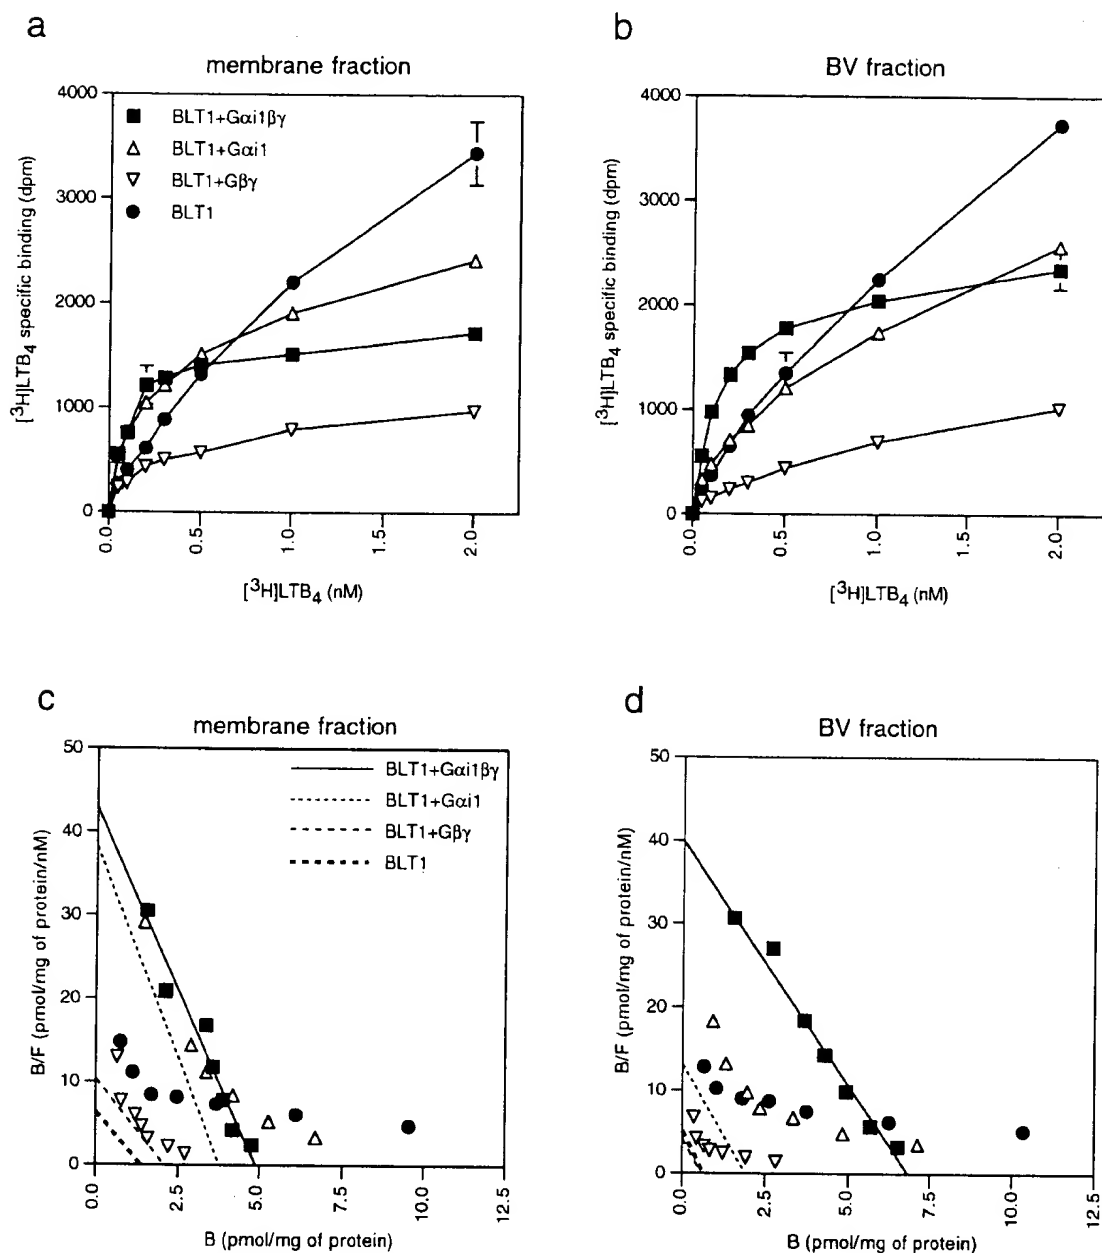 a
membrane fraction
[³H]LTB₄ specific binding (dpm)
4000
3000
2000
1000
0
BLT1+Gαi1βγ
BLT1+Gαi1
BLT1+Gβγ
BLT1
0.0
0.5
1.0
1.5
2.0
[³H]LTB₄ (nM)
b
BV fraction
[³H]LTB₄ specific binding (dpm)
4000
3000
2000
1000
0
0.0
0.5
1.0
1.5
2.0
[³H]LTB₄ (nM)
c
membrane fraction
B/F (pmol/mg of protein/nM)
50
40
30
20
10
0
BLT1+Gαi1βγ
BLT1+Gαi1
BLT1+Gβγ
BLT1
0.0
2.5
5.0
7.5
10.0
12.5
B (pmol/mg of protein)
d
BV fraction
B/F (pmol/mg of protein/nM)
50
40
30
20
10
0
0.0
2.5
5.0
7.5
10.0
12.5
B (pmol/mg of protein)